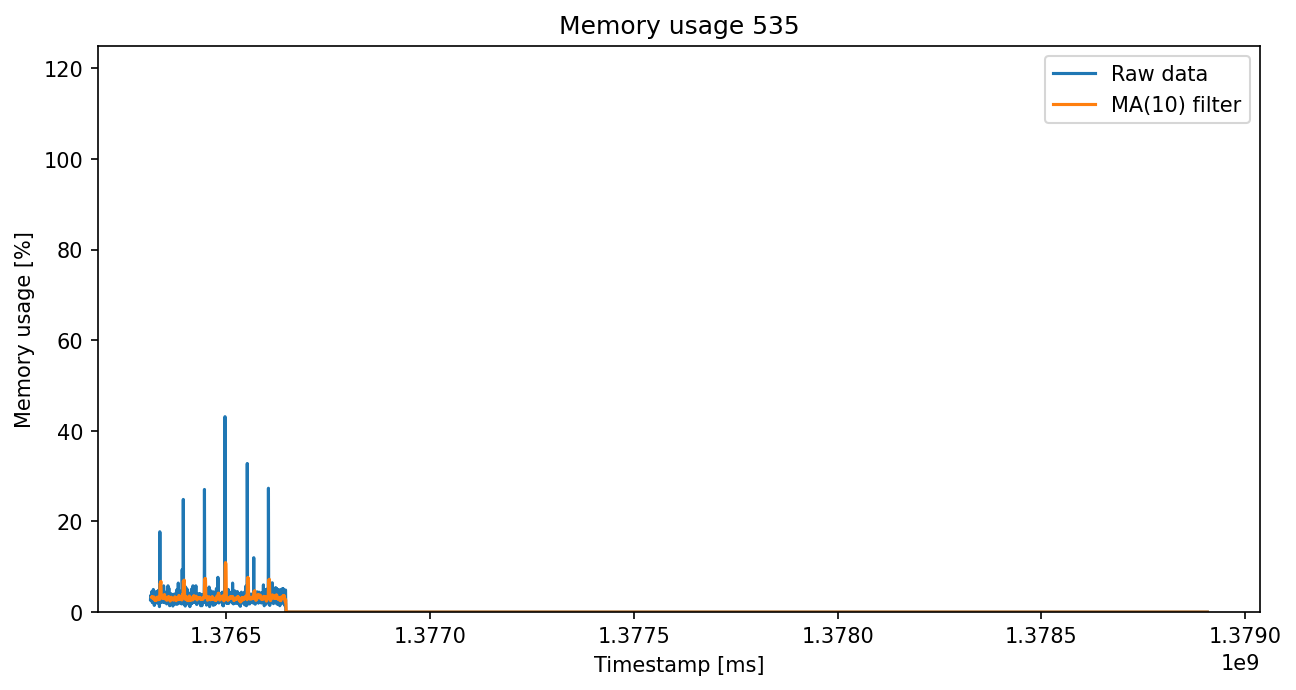 Memory usage 535
Raw data
MA(10) filter
Memory usage [%]
120
100
80
60
40
20
0
1.3765 1.3770 1.3775 1.3780 1.3785 1.3790
1e9
Timestamp [ms]